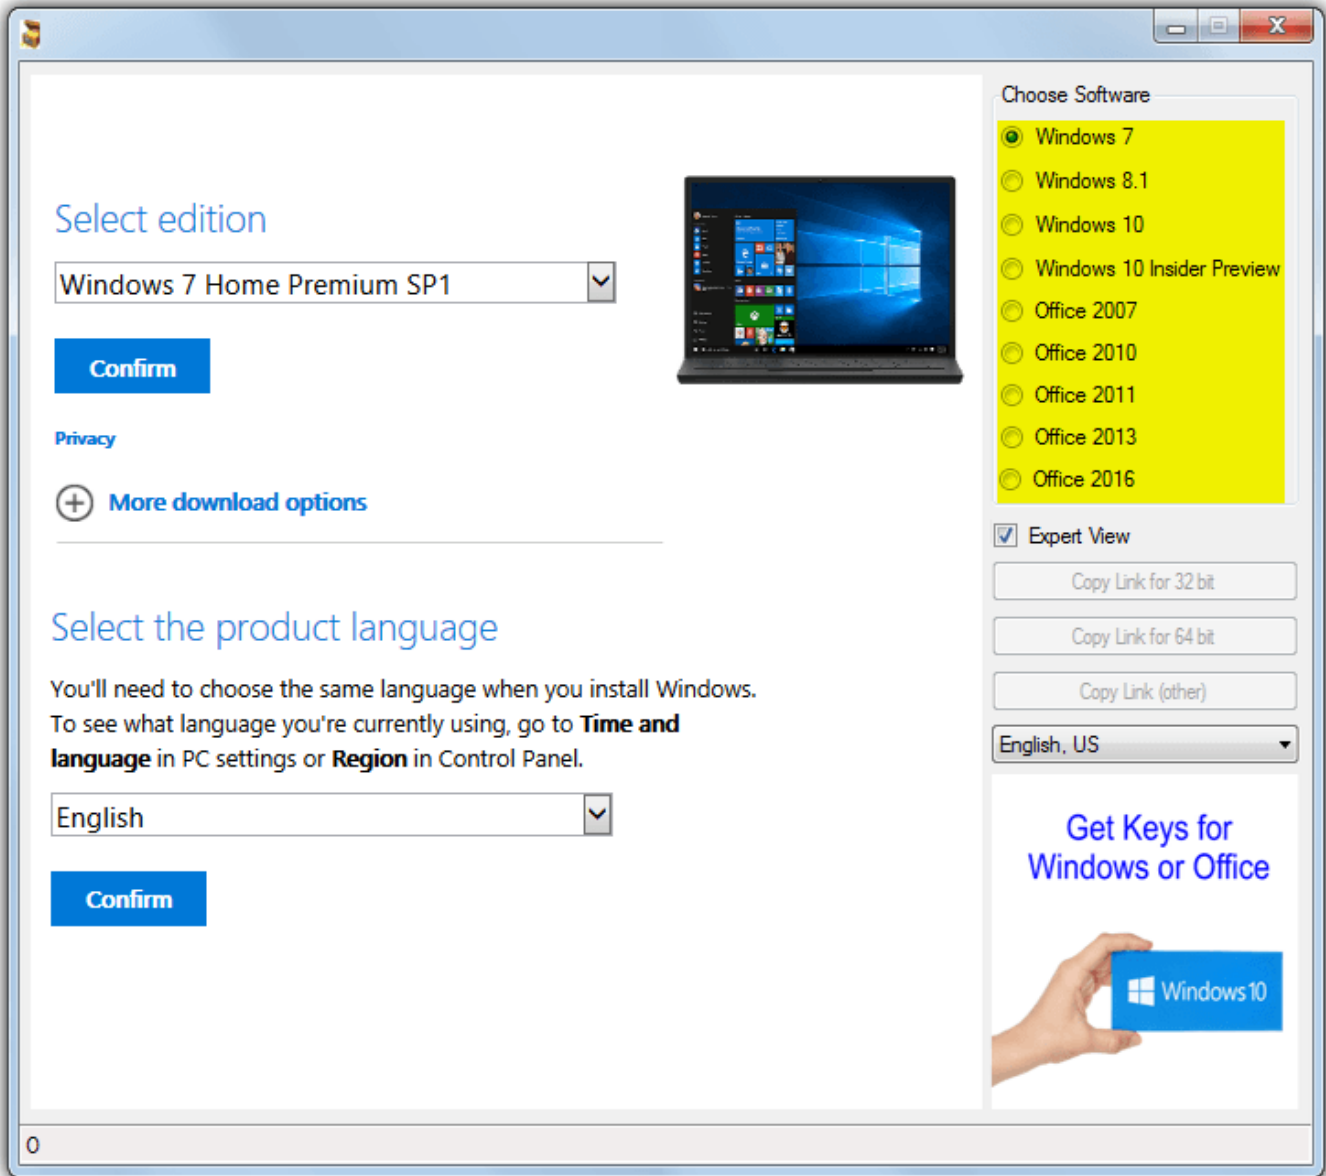 Select edition
Windows 7 Home Premium SP1
Confirm
Privacy
More download options
Select the product language
You'll need to choose the same language when you install Windows.
To see what language you're currently using, go to Time and
language in PC settings or Region in Control Panel.
English
Confirm
Choose Software
Windows 7
Windows 8.1
Windows 10
Windows 10 Insider Preview
Office 2007
Office 2010
Office 2011
Office 2013
Office 2016
Expert View
Copy Link for 32 bit
Copy Link for 64 bit
Copy Link (other)
English, US
Get Keys for
Windows or Office
Windows 10
0